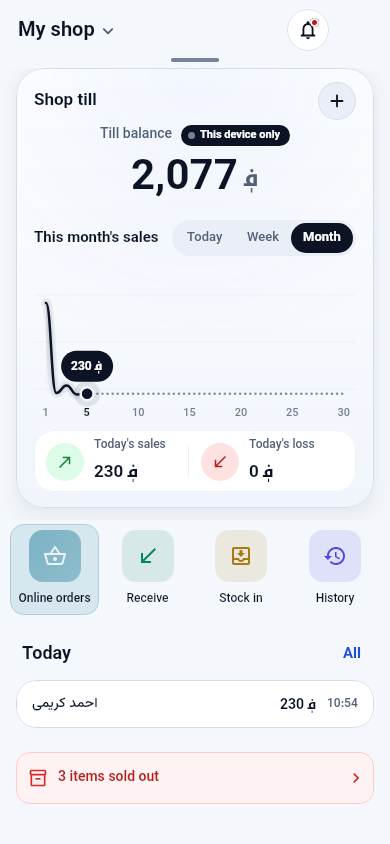 My shop
Shop till
Till balance This device only
2,077 ؋
This month's sales Today Week Month
230 ؋
1 5 10 15 20 25 30
Today's sales Today's loss
230 ؋ 0 ؋
Online orders Receive Stock in History
Today All
احمد کریمی 230 ؋ 10:54
3 items sold out